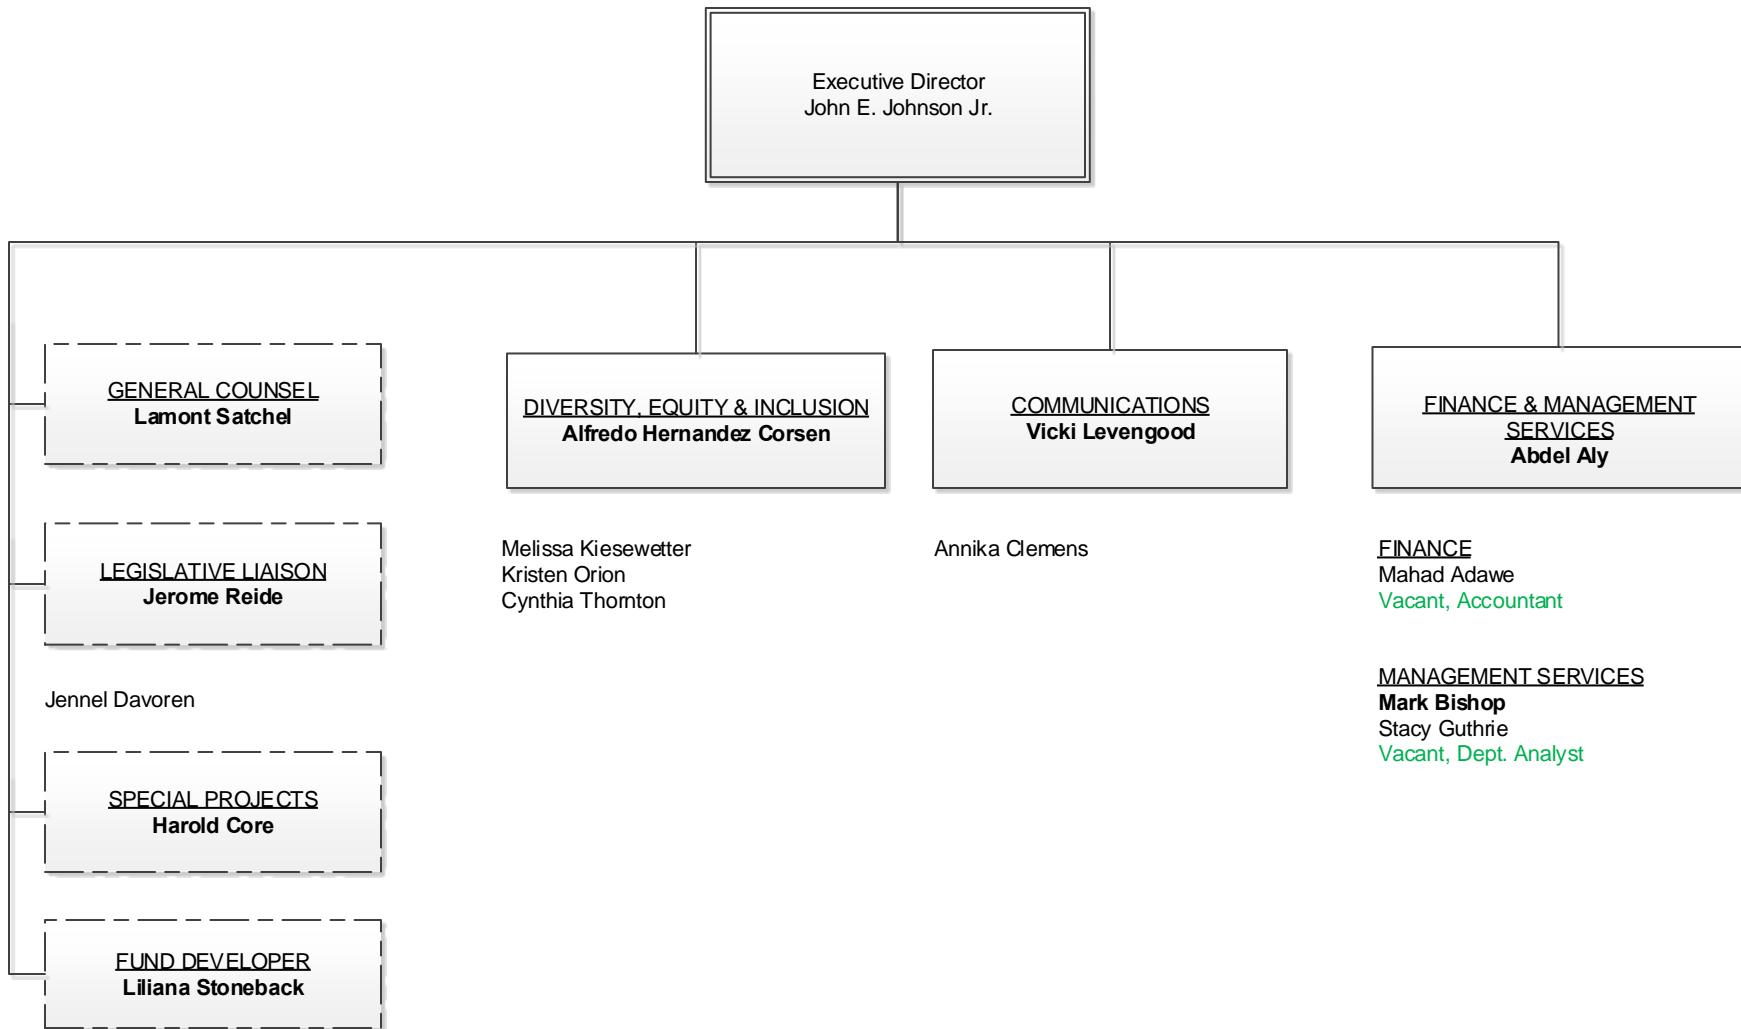 Executive Director
John E. Johnson Jr.
GENERAL COUNSEL
Lamont Satchel
LEGISLATIVE LIAISON
Jerome Reide
Jennel Davoren
SPECIAL PROJECTS
Harold Core
FUND DEVELOPER
Liliana Stoneback
DIVERSITY, EQUITY & INCLUSION
Alfredo Hernandez Corsen
Melissa Kiesewetter
Kristen Orion
Cynthia Thornton
COMMUNICATIONS
Vicki Levengood
Annika Clemens
FINANCE & MANAGEMENT
SERVICES
Abdel Aly
FINANCE
Mahad Adawe
Vacant, Accountant
MANAGEMENT SERVICES
Mark Bishop
Stacy Guthrie
Vacant, Dept. Analyst